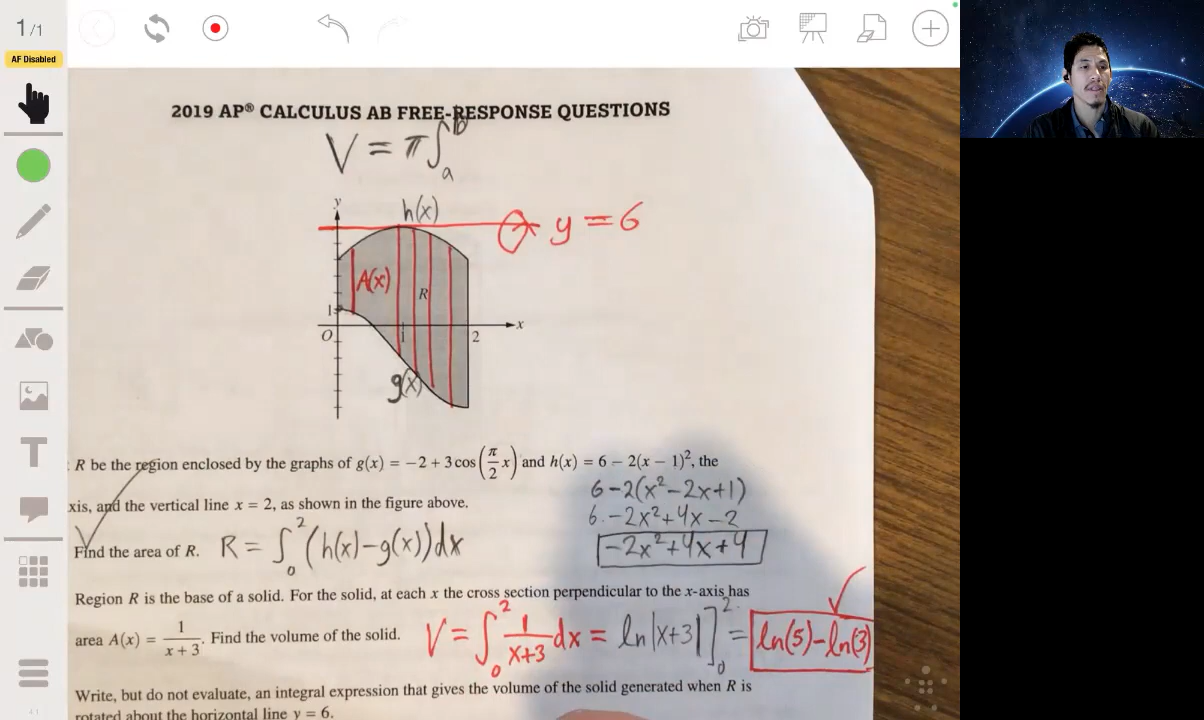 1/1
AF Disabled
2019 AP® CALCULUS AB FREE-RESPONSE QUESTIONS
V = π∫ₐᵇ
y
h(x)
y = 6
A(x)
R
1
O
1
2
x
g(x)
R be the region enclosed by the graphs of g(x) = −2 + 3 cos(π/2 x) and h(x) = 6 − 2(x − 1)², the
6 − 2(x² − 2x + 1)
xis, and the vertical line x = 2, as shown in the figure above.
6 − 2x² + 4x − 2
Find the area of R. R = ∫₀² (h(x) − g(x)) dx
−2x² + 4x + 4
Region R is the base of a solid. For the solid, at each x the cross section perpendicular to the x-axis has
area A(x) = 1/(x + 3). Find the volume of the solid. V = ∫₀² 1/(x+3) dx = ln|x+3|]₀² = ln(5) − ln(3)
Write, but do not evaluate, an integral expression that gives the volume of the solid generated when R is
rotated about the horizontal line y = 6.
T